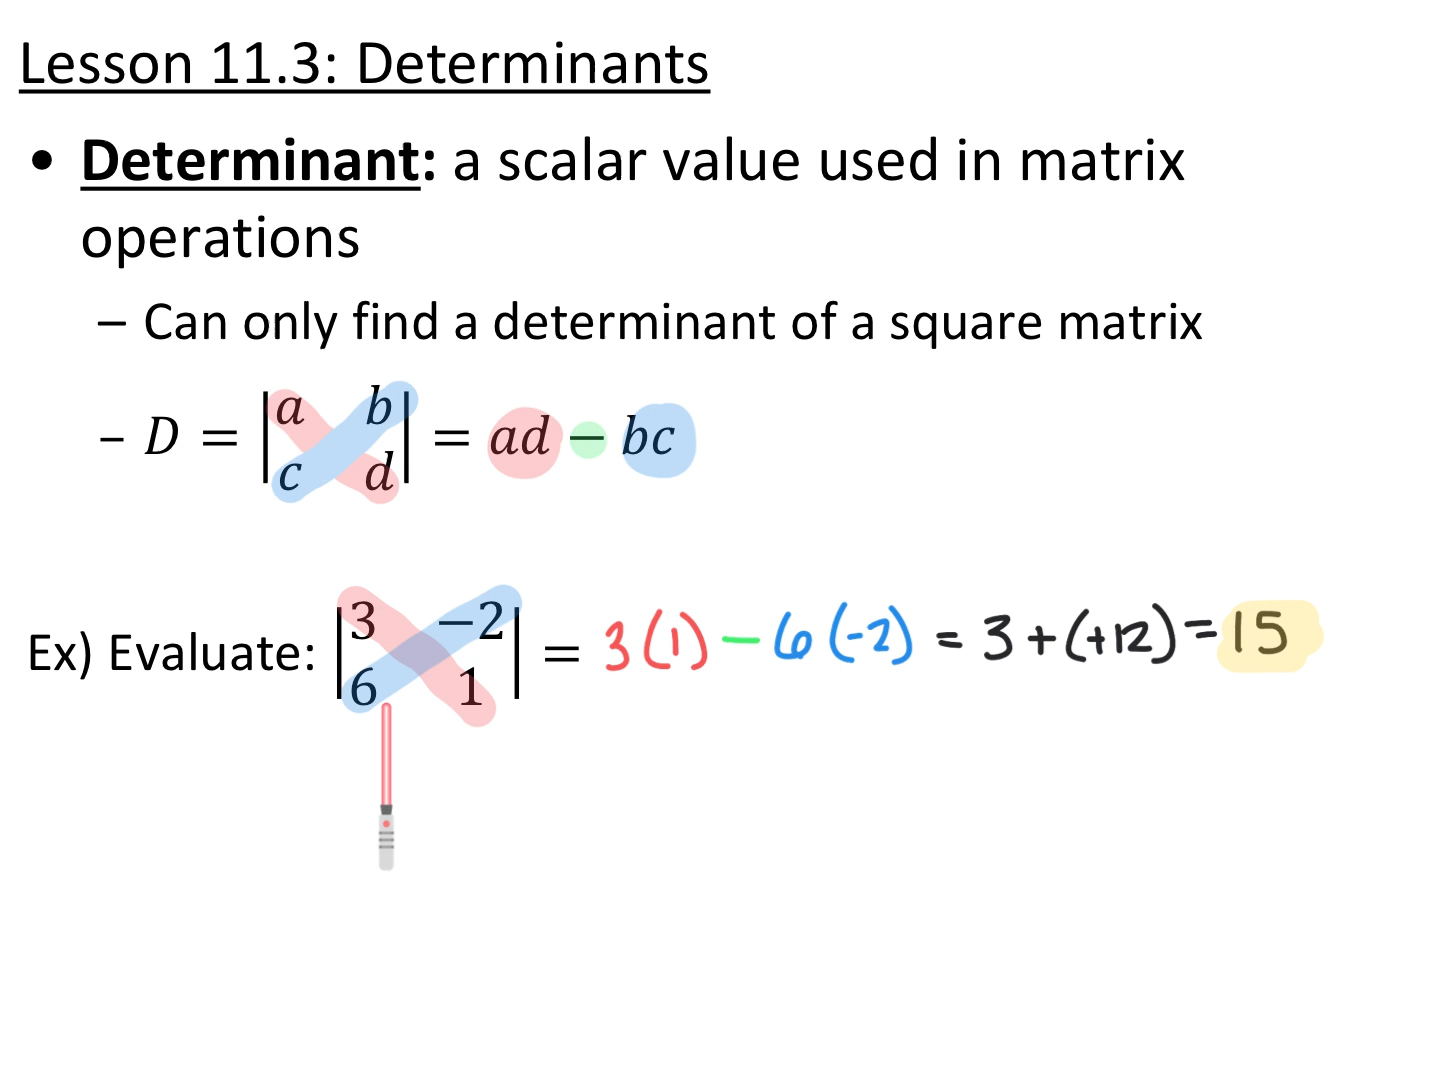 Lesson 11.3: Determinants
• Determinant: a scalar value used in matrix
operations
– Can only find a determinant of a square matrix
– D = |a b| = ad − bc
|c d|
Ex) Evaluate: |3 −2| = 3(1) − 6(-2) = 3+(+12)=15
|6 1|